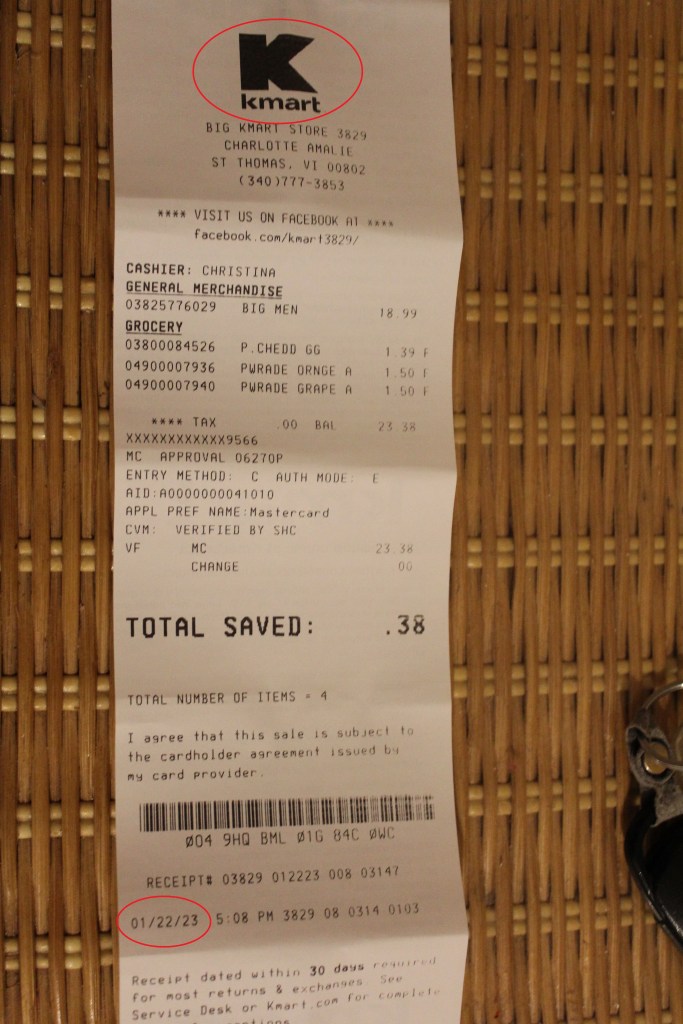 K
kmart
BIG KMART STORE 3829
CHARLOTTE AMALIE
ST THOMAS, VI 00802
(340)777-3853
**** VISIT US ON FACEBOOK AT ****
facebook.com/kmart3829/
CASHIER: CHRISTINA
GENERAL MERCHANDISE
03825776029 BIG MEN 18.99
GROCERY
03800084526 P.CHEDD GG 1.39 F
04900007936 PWRADE ORNGE A 1.50 F
04900007940 PWRADE GRAPE A 1.50 F
**** TAX .00 BAL 23.38
XXXXXXXXXXXX9566
MC APPROVAL 06270P
ENTRY METHOD: C AUTH MODE: E
AID:A0000000041010
APPL PREF NAME:Mastercard
CVM: VERIFIED BY SHC
VF MC 23.38
CHANGE .00
TOTAL SAVED: .38
TOTAL NUMBER OF ITEMS = 4
I agree that this sale is subject to
the cardholder agreement issued by
my card provider.
004 9HQ BML 01G 84C 0WC
RECEIPT# 03829 012223 008 03147
01/22/23 5:08 PM 3829 08 0314 0103
Receipt dated within 30 days required
for most returns & exchanges. See
Service Desk or Kmart.com for complete